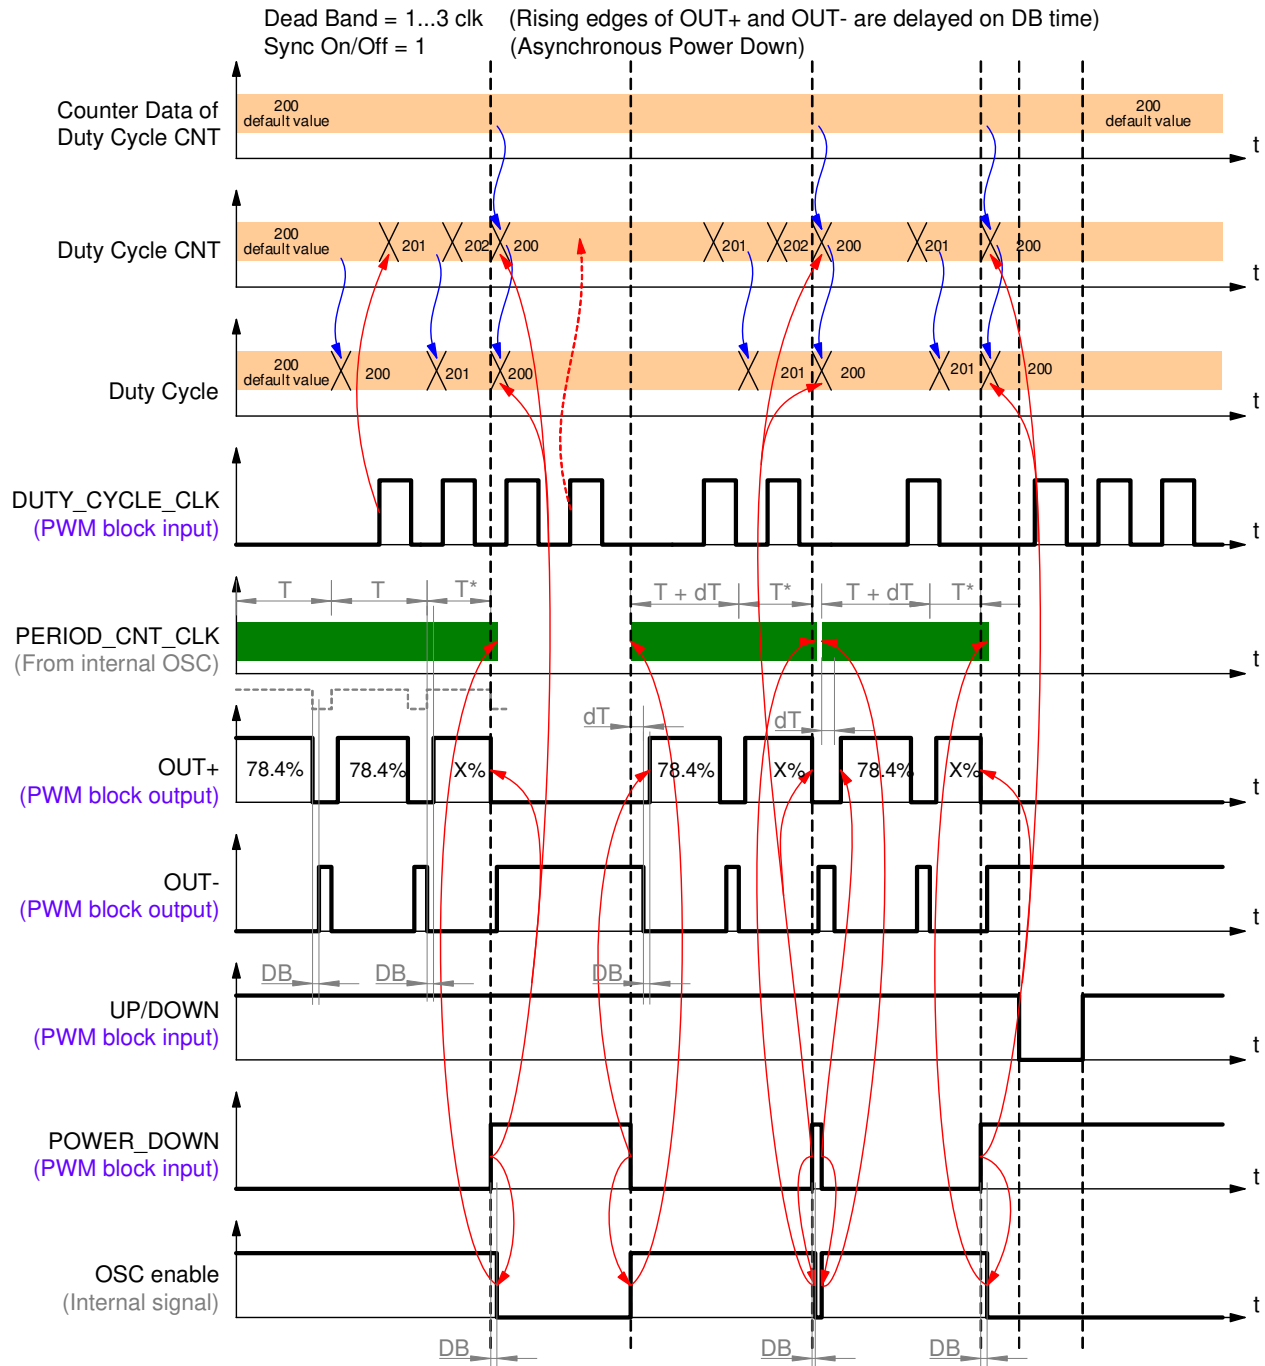 Dead Band = 1...3 clk (Rising edges of OUT+ and OUT- are delayed on DB time)
Sync On/Off = 1 (Asynchronous Power Down)
Counter Data of
Duty Cycle CNT
200
default value
200
default value
t
Duty Cycle CNT
200
default value
201
202
200
201
202
200
201
200
t
Duty Cycle
200
default value
200
201
200
201
200
201
200
t
DUTY_CYCLE_CLK
(PWM block input)
t
T
T
T*
T + dT
T*
T + dT
T*
PERIOD_CNT_CLK
(From internal OSC)
t
dT
dT
OUT+
(PWM block output)
78.4%
78.4%
X%
78.4%
X%
78.4%
X%
t
OUT-
(PWM block output)
t
DB
DB
DB
UP/DOWN
(PWM block input)
t
POWER_DOWN
(PWM block input)
t
OSC enable
(Internal signal)
t
DB
DB
DB